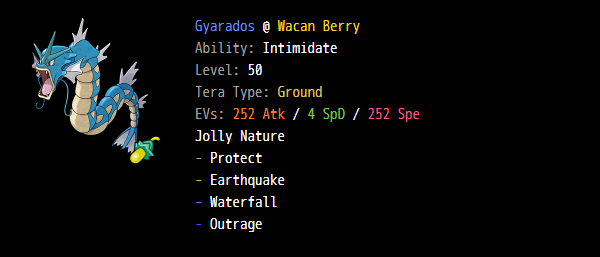 Gyarados @ Wacan Berry
Ability: Intimidate
Level: 50
Tera Type: Ground
EVs: 252 Atk / 4 SpD / 252 Spe
Jolly Nature
- Protect
- Earthquake
- Waterfall
- Outrage